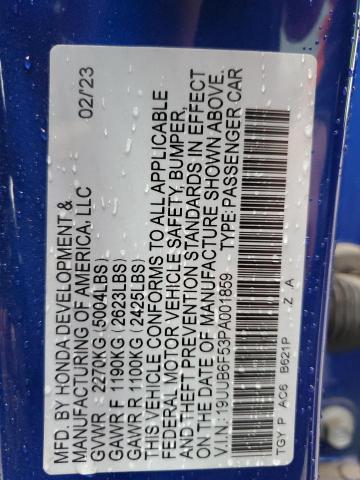 MFD. BY HONDA DEVELOPMENT &
MANUFACTURING OF AMERICA, LLC 02/23
GVWR : 2270KG (5004LBS)
GAWR F 1190KG (2623LBS)
GAWR R 1100KG (2425LBS)
THIS VEHICLE CONFORMS TO ALL APPLICABLE
FEDERAL MOTOR VEHICLE SAFETY, BUMPER,
AND THEFT PREVENTION STANDARDS IN EFFECT
ON THE DATE OF MANUFACTURE SHOWN ABOVE.
V.I.N.: 19UUB6F53PA001859 TYPE: PASSENGER CAR
TGY P AC6 B621P Z A